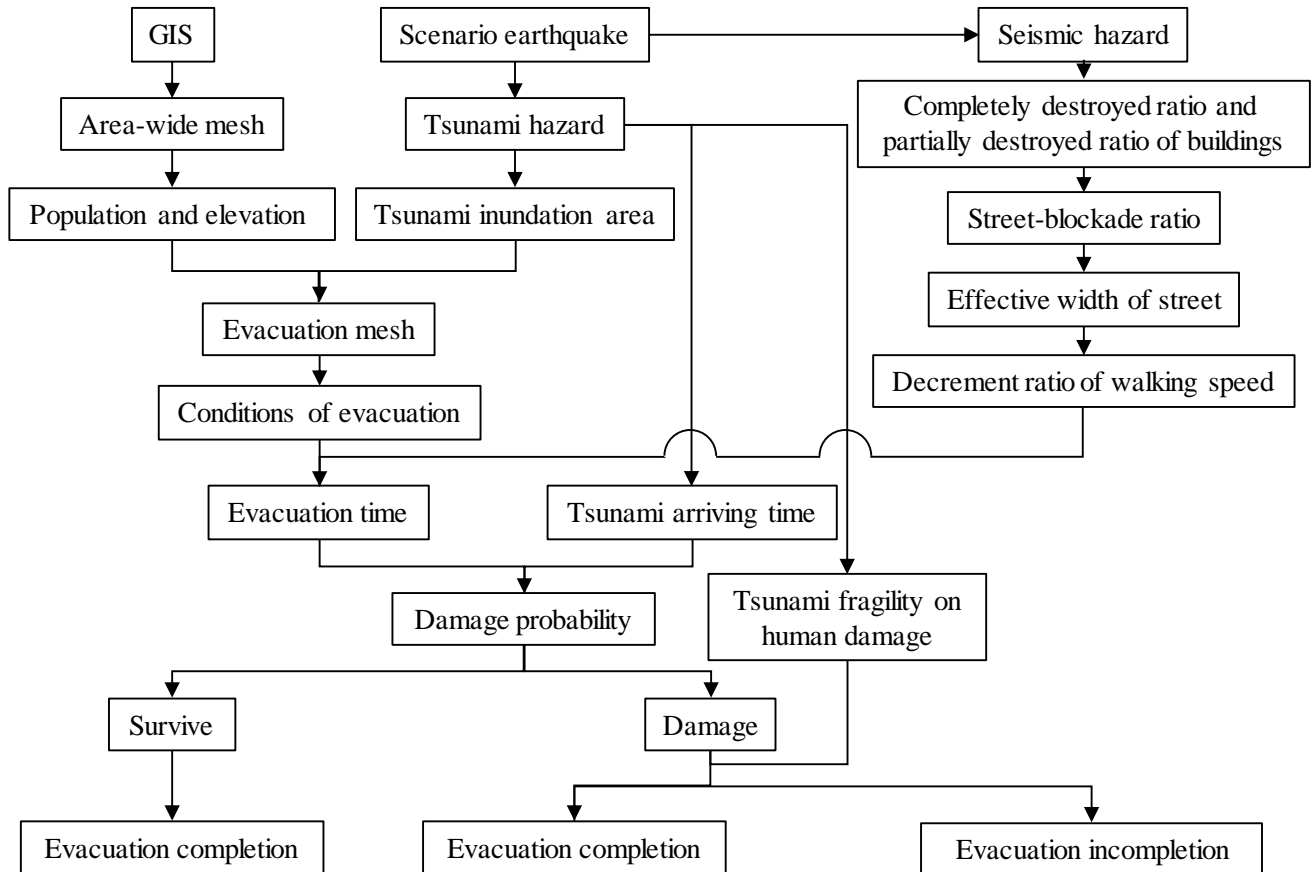 GIS
Scenario earthquake
Seismic hazard
Area-wide mesh
Tsunami hazard
Completely destroyed ratio and
partially destroyed ratio of buildings
Population and elevation
Tsunami inundation area
Street-blockade ratio
Effective width of street
Evacuation mesh
Decrement ratio of walking speed
Conditions of evacuation
Evacuation time
Tsunami arriving time
Damage probability
Tsunami fragility on
human damage
Survive
Damage
Evacuation completion
Evacuation completion
Evacuation incompletion